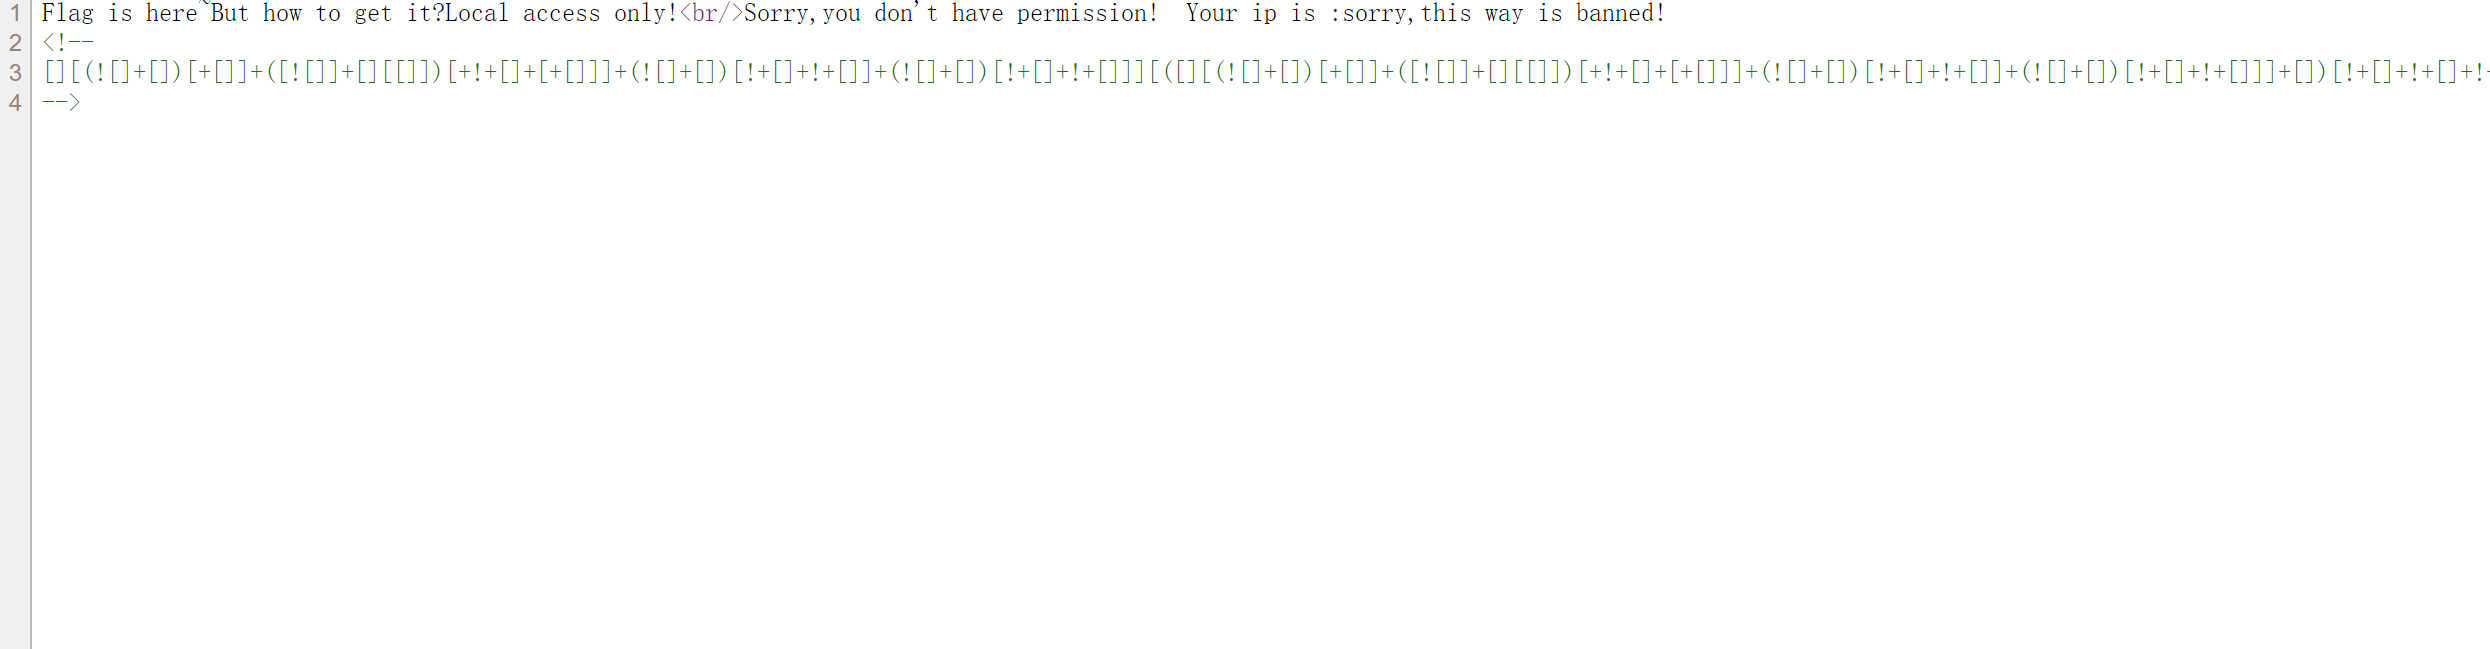 1 Flag is here~But how to get it?Local access only!<br/>Sorry,you don't have permission!  Your ip is :sorry,this way is banned!
2 <!--
3 [][(![]+[])[+[]]+([![]]+[][[]])[+!+[]+[+[]]]+(![]+[])[!+[]+!+[]]+(![]+[])[!+[]+!+[]]][([][(![]+[])[+[]]+([![]]+[][[]])[+!+[]+[+[]]]+(![]+[])[!+[]+!+[]]+(![]+[])[!+[]+!+[]]]+[])[!+[]+!+[]+!
4 -->